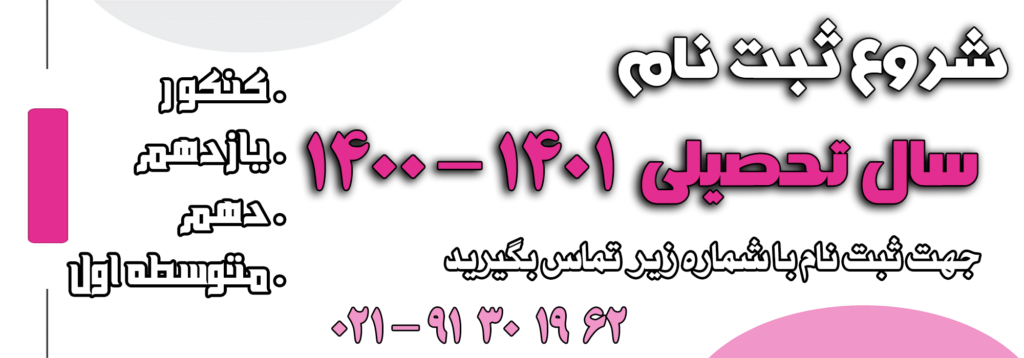 شروع ثبت نام
سال تحصیلی ۱۴۰۱ – ۱۴۰۰
جهت ثبت نام با شماره زیر تماس بگیرید
۰۲۱ – ۹۱ ۳۰ ۱۹ ۶۲
. کنکور
. یازدهم
. دهم
. متوسطه اول